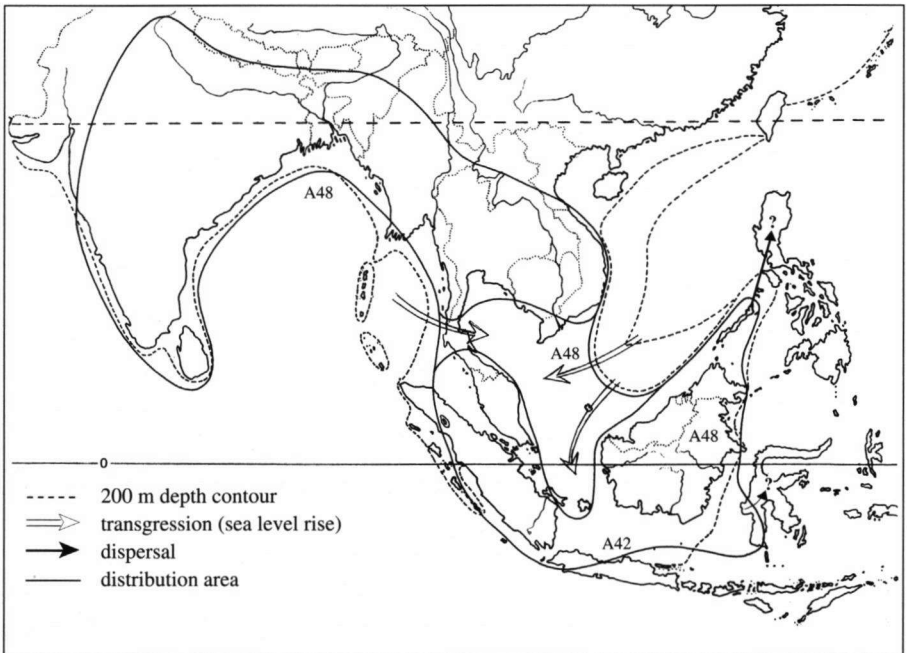 A48
?
A48
A48
0
?
A42
200 m depth contour
transgression (sea level rise)
dispersal
distribution area